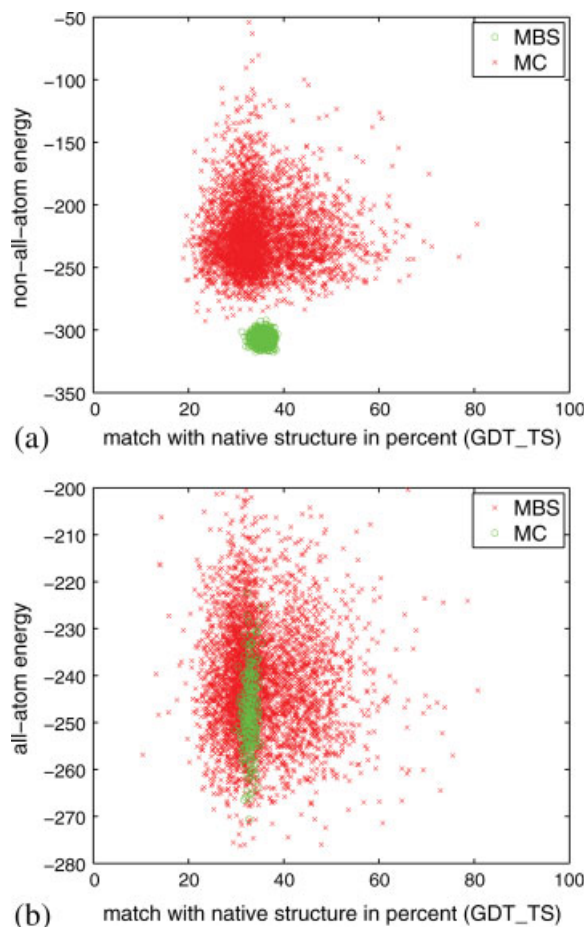 -50
MBS
MC
-100
-150
-200
-250
-300
-350
non-all-atom energy
0 20 40 60 80 100
(a) match with native structure in percent (GDT_TS)
-200
MBS
MC
-210
-220
-230
-240
-250
-260
-270
-280
all-atom energy
0 20 40 60 80 100
(b) match with native structure in percent (GDT_TS)